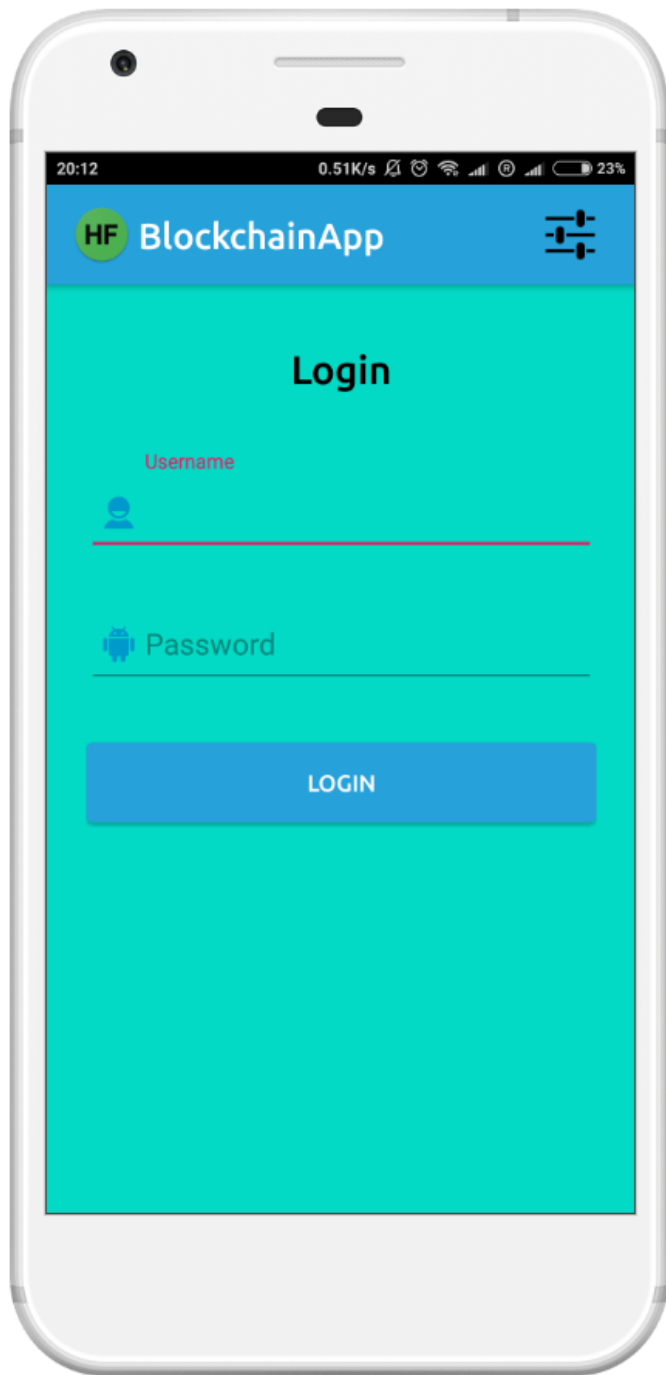 20:12 0.51K/s R 23%
HF BlockchainApp
Login
Username
Password
LOGIN